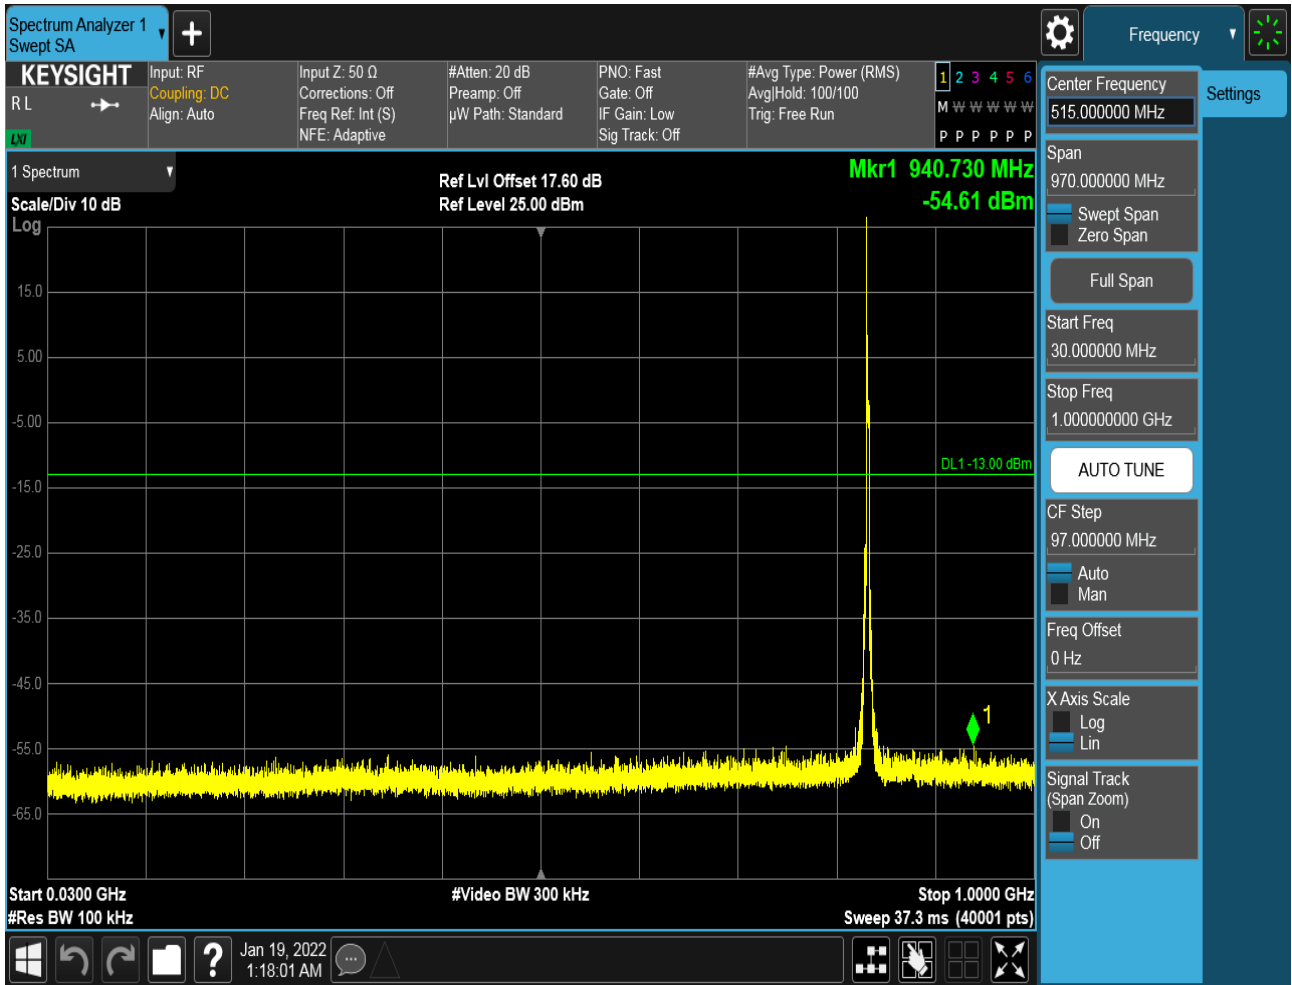 Spectrum Analyzer 1
Swept SA
Frequency
KEYSIGHT
R L
LXI
Input: RF
Coupling: DC
Align: Auto
Input Z: 50 Ω
Corrections: Off
Freq Ref: Int (S)
NFE: Adaptive
#Atten: 20 dB
Preamp: Off
µW Path: Standard
PNO: Fast
Gate: Off
IF Gain: Low
Sig Track: Off
#Avg Type: Power (RMS)
Avg|Hold: 100/100
Trig: Free Run
1 2 3 4 5 6
M W W W W W
P P P P P P
1 Spectrum
Scale/Div 10 dB
Log
Ref Lvl Offset 17.60 dB
Ref Level 25.00 dBm
Mkr1 940.730 MHz
-54.61 dBm
15.0
5.00
-5.00
-15.0
-25.0
-35.0
-45.0
-55.0
-65.0
DL1 -13.00 dBm
1
Start 0.0300 GHz
#Res BW 100 kHz
#Video BW 300 kHz
Stop 1.0000 GHz
Sweep 37.3 ms (40001 pts)
Jan 19, 2022
1:18:01 AM
Center Frequency
515.000000 MHz
Settings
Span
970.000000 MHz
Swept Span
Zero Span
Full Span
Start Freq
30.000000 MHz
Stop Freq
1.000000000 GHz
AUTO TUNE
CF Step
97.000000 MHz
Auto
Man
Freq Offset
0 Hz
X Axis Scale
Log
Lin
Signal Track
(Span Zoom)
On
Off